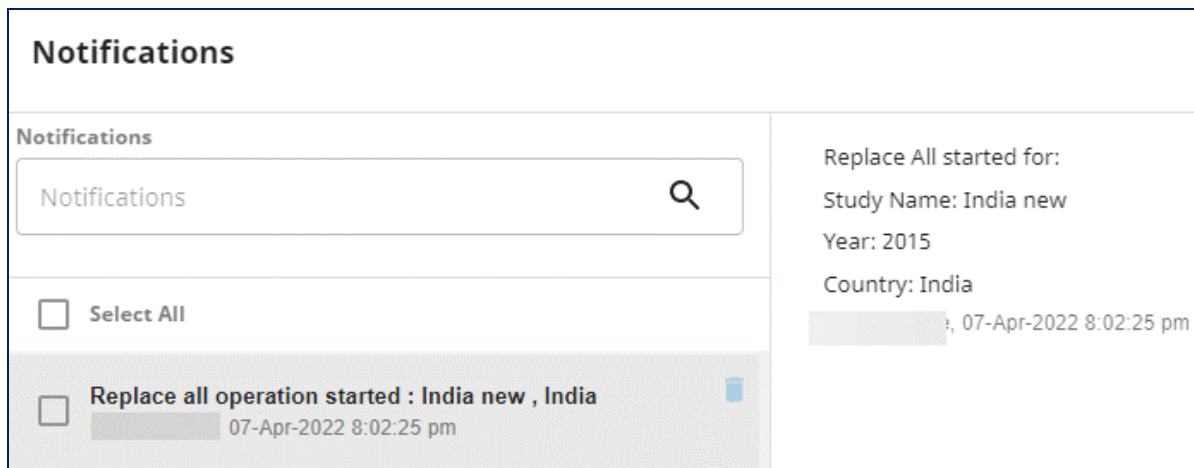 Notifications
Notifications
Notifications
Select All
Replace all operation started : India new , India
07-Apr-2022 8:02:25 pm
Replace All started for:
Study Name: India new
Year: 2015
Country: India
, 07-Apr-2022 8:02:25 pm